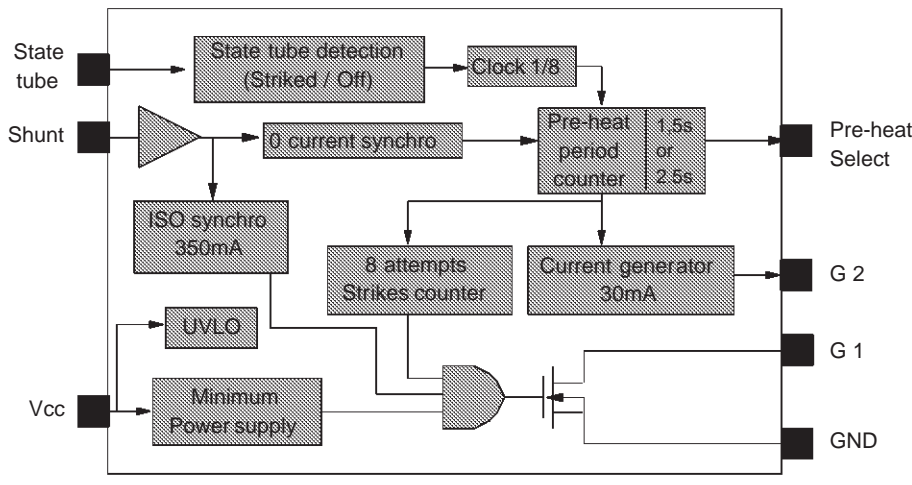 State
tube
State tube detection
(Striked / Off)
Clock 1/8
Shunt
0 current synchro
Pre-heat
period
counter
1.5s
or
2.5s
Pre-heat
Select
ISO synchro
350mA
8 attempts
Strikes counter
Current generator
30mA
G 2
UVLO
G 1
Vcc
Minimum
Power supply
GND